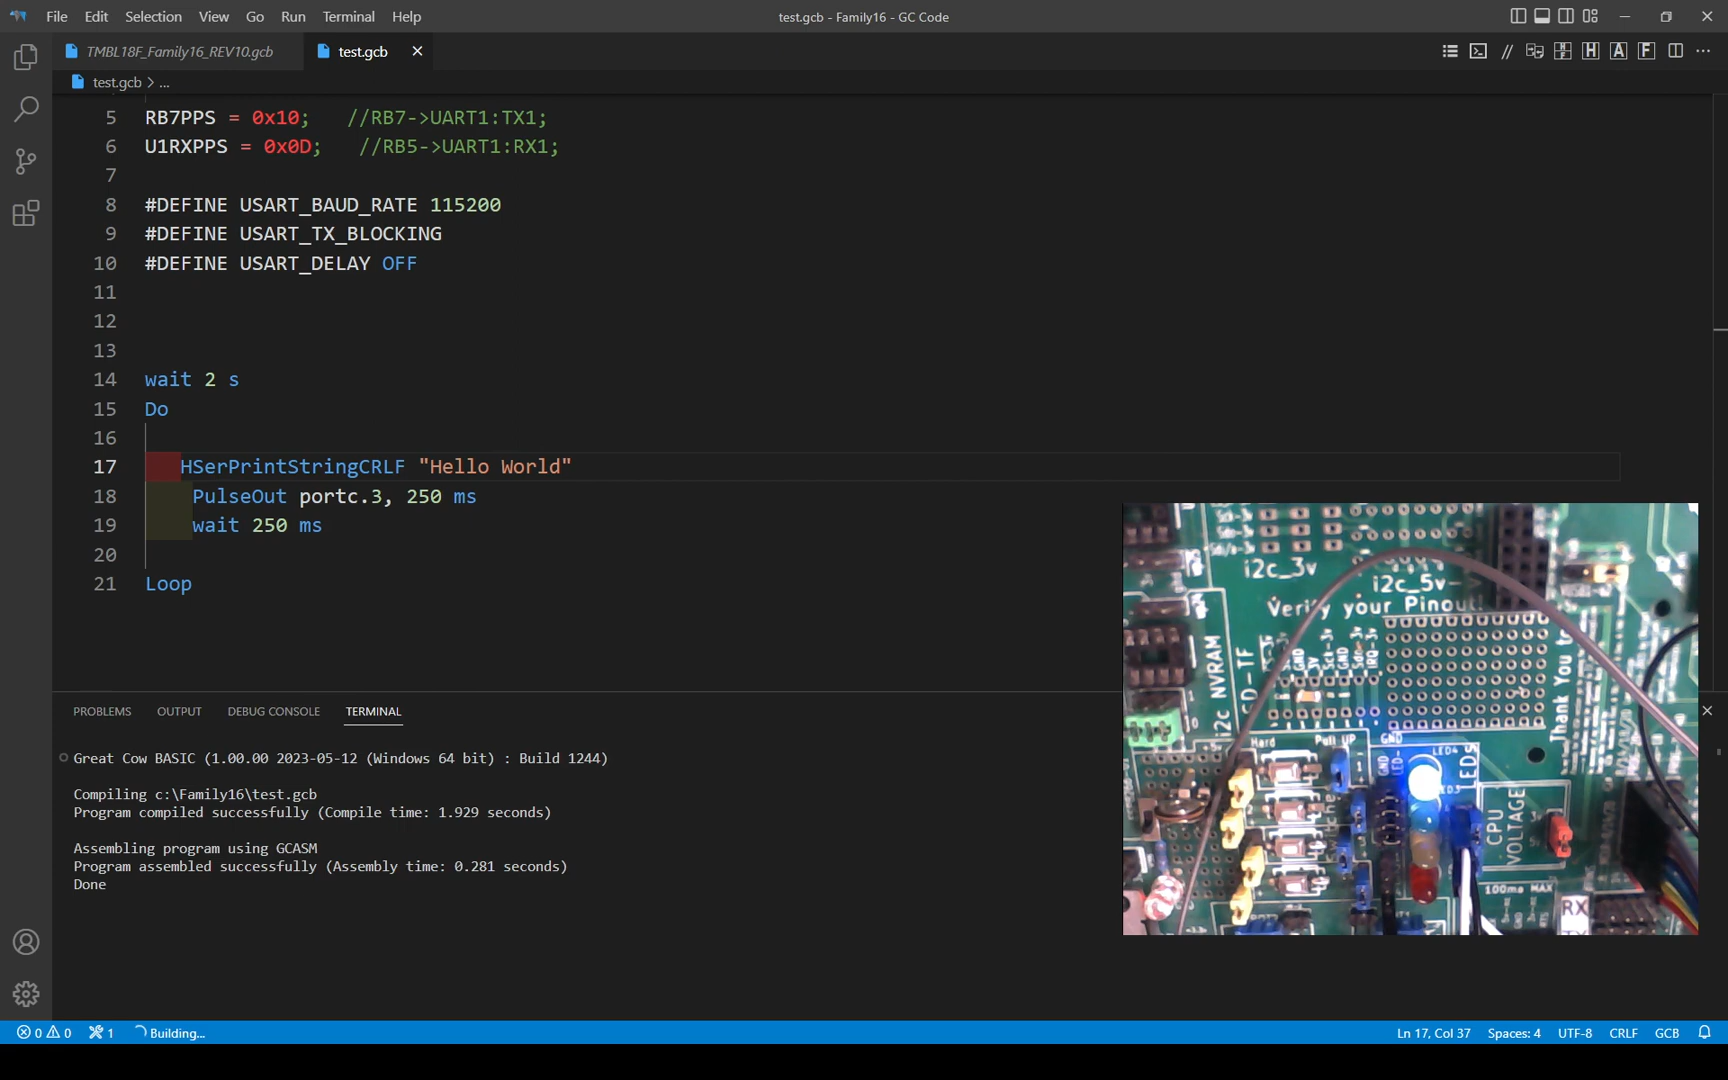 File Edit Selection View Go Run Terminal Help
test.gcb - Family16 - GC Code
TMBL18F_Family16_REV10.gcb
test.gcb
test.gcb > ...
5 RB7PPS = 0x10; //RB7->UART1:TX1;
6 U1RXPPS = 0x0D; //RB5->UART1:RX1;
7
8 #DEFINE USART_BAUD_RATE 115200
9 #DEFINE USART_TX_BLOCKING
10 #DEFINE USART_DELAY OFF
11
12
13
14 wait 2 s
15 Do
16
17 HSerPrintStringCRLF "Hello World"
18 PulseOut portc.3, 250 ms
19 wait 250 ms
20
21 Loop
PROBLEMS OUTPUT DEBUG CONSOLE TERMINAL
Great Cow BASIC (1.00.00 2023-05-12 (Windows 64 bit) : Build 1244)
Compiling c:\Family16\test.gcb
Program compiled successfully (Compile time: 1.929 seconds)
Assembling program using GCASM
Program assembled successfully (Assembly time: 0.281 seconds)
Done
i2c_3v
i2c_5v
Verify your Pinout!
i2c NVRAM
GND
3V
GND
Thank You
Hard
Pull UP
GND
LED4
LEDS
CPU
VOLTAGE
100ma MAX
RX
0 0 1 Building...
Ln 17, Col 37 Spaces: 4 UTF-8 CRLF GCB